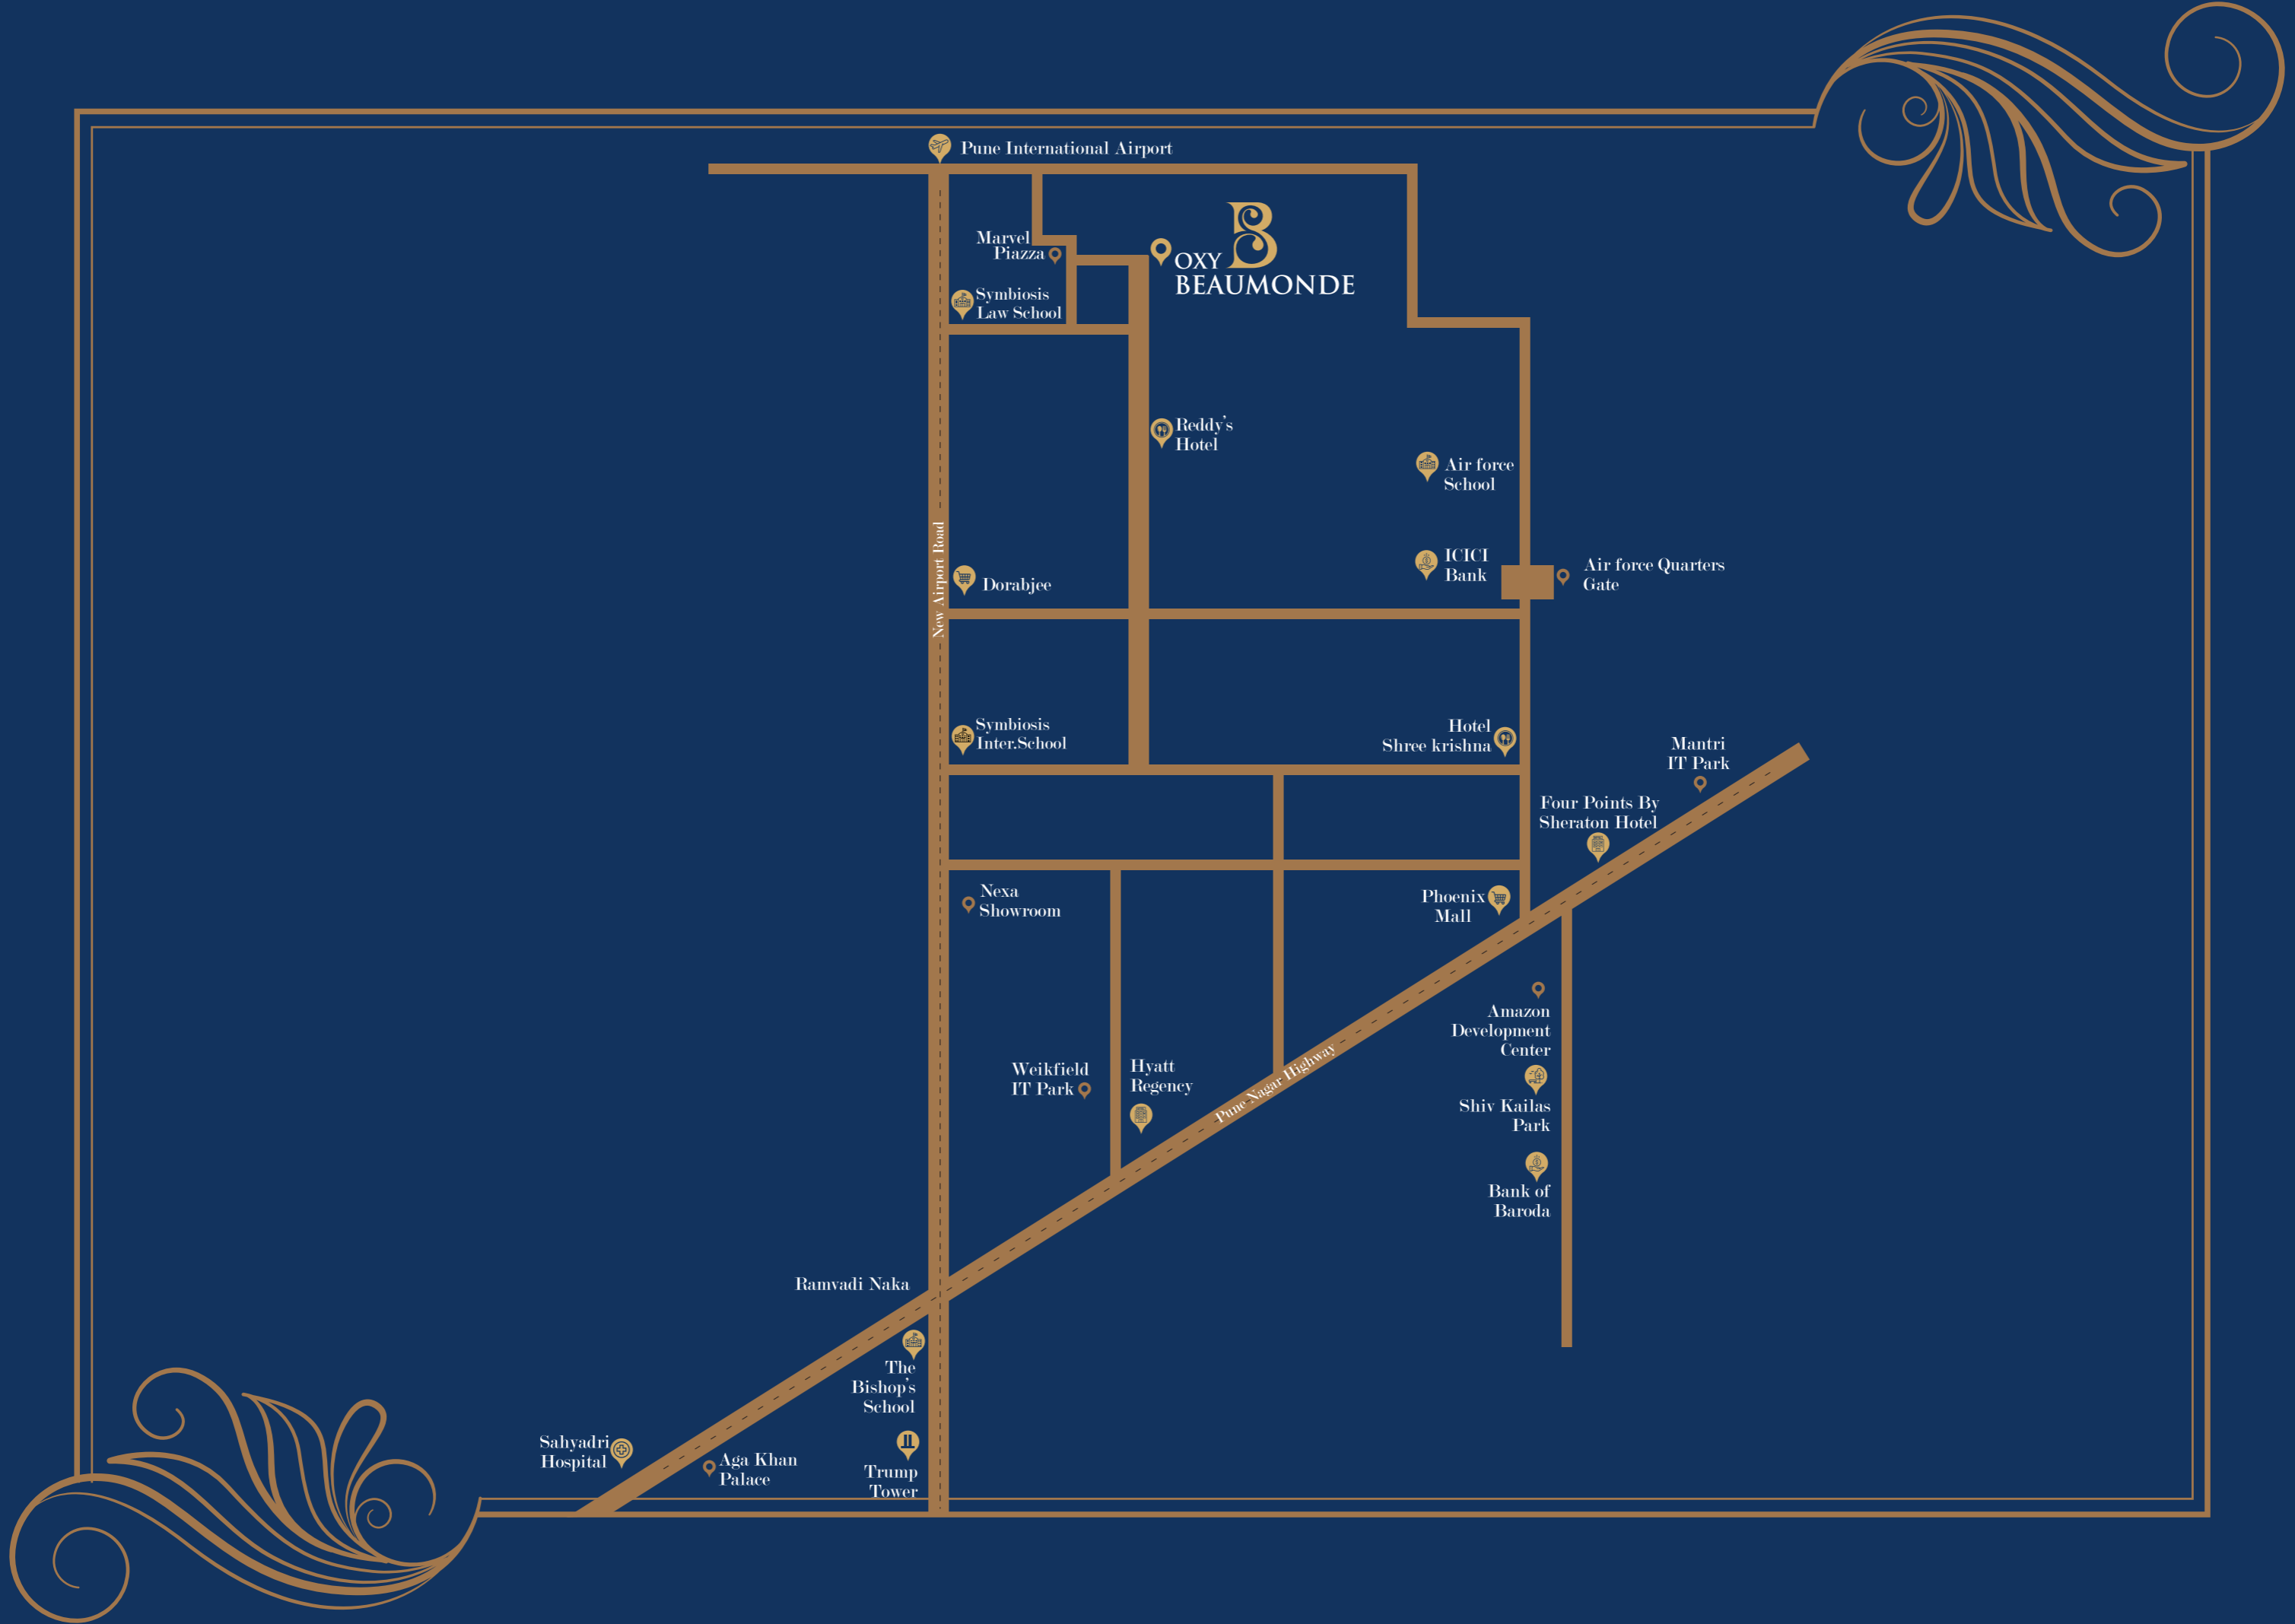 Pune International Airport
Marvel
Piazza
B
OXY
BEAUMONDE
Symbiosis
Law School
Reddy's
Hotel
Air force
School
New Airport Road
ICICI
Bank
Air force Quarters
Gate
Dorabjee
Symbiosis
Inter.School
Hotel
Shree krishna
Mantri
IT Park
Four Points By
Sheraton Hotel
Nexa
Showroom
Phoenix
Mall
Amazon
Development
Center
Weikfield
IT Park
Hyatt
Regency
Pune Nagar Highway
Shiv Kailas
Park
Bank of
Baroda
Ramvadi Naka
The
Bishop's
School
Sahyadri
Hospital
Aga Khan
Palace
Trump
Tower